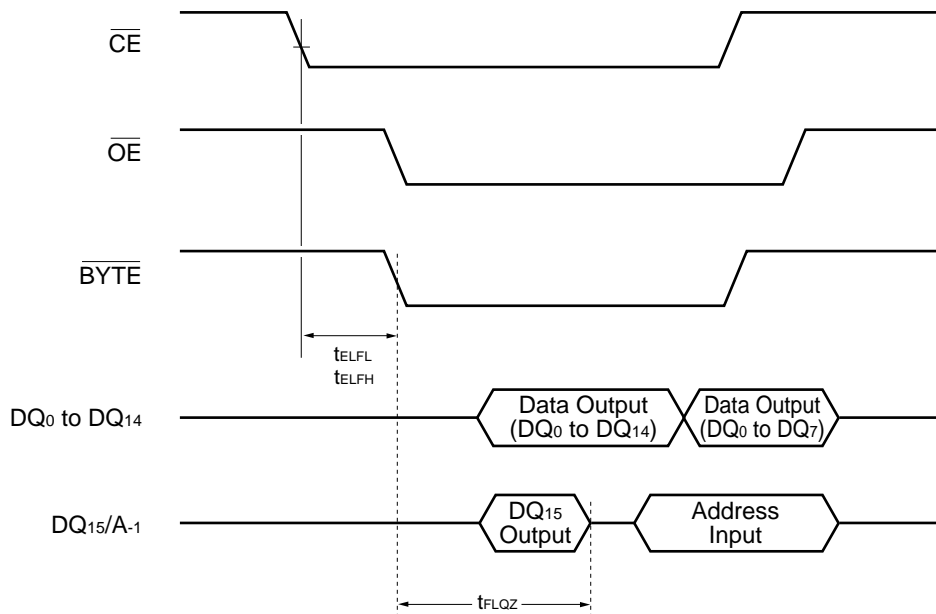 CE
OE
BYTE
tELFL
tELFH
DQ0 to DQ14
Data Output
(DQ0 to DQ14)
Data Output
(DQ0 to DQ7)
DQ15/A-1
DQ15
Output
Address
Input
tFLQZ